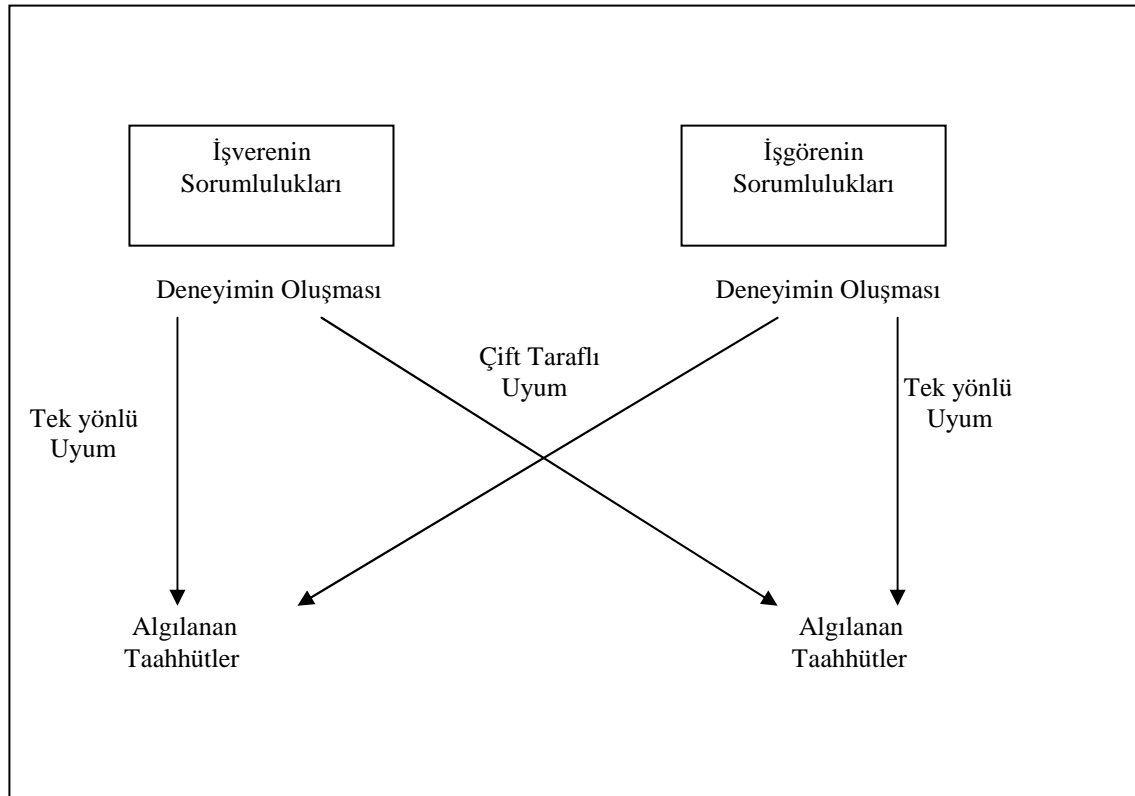 İşverenin
Sorumlulukları
İşgörenin
Sorumlulukları
Deneyimin Oluşması
Deneyimin Oluşması
Çift Taraflı
Uyum
Tek yönlü
Uyum
Tek yönlü
Uyum
Algılanan
Taahhütler
Algılanan
Taahhütler